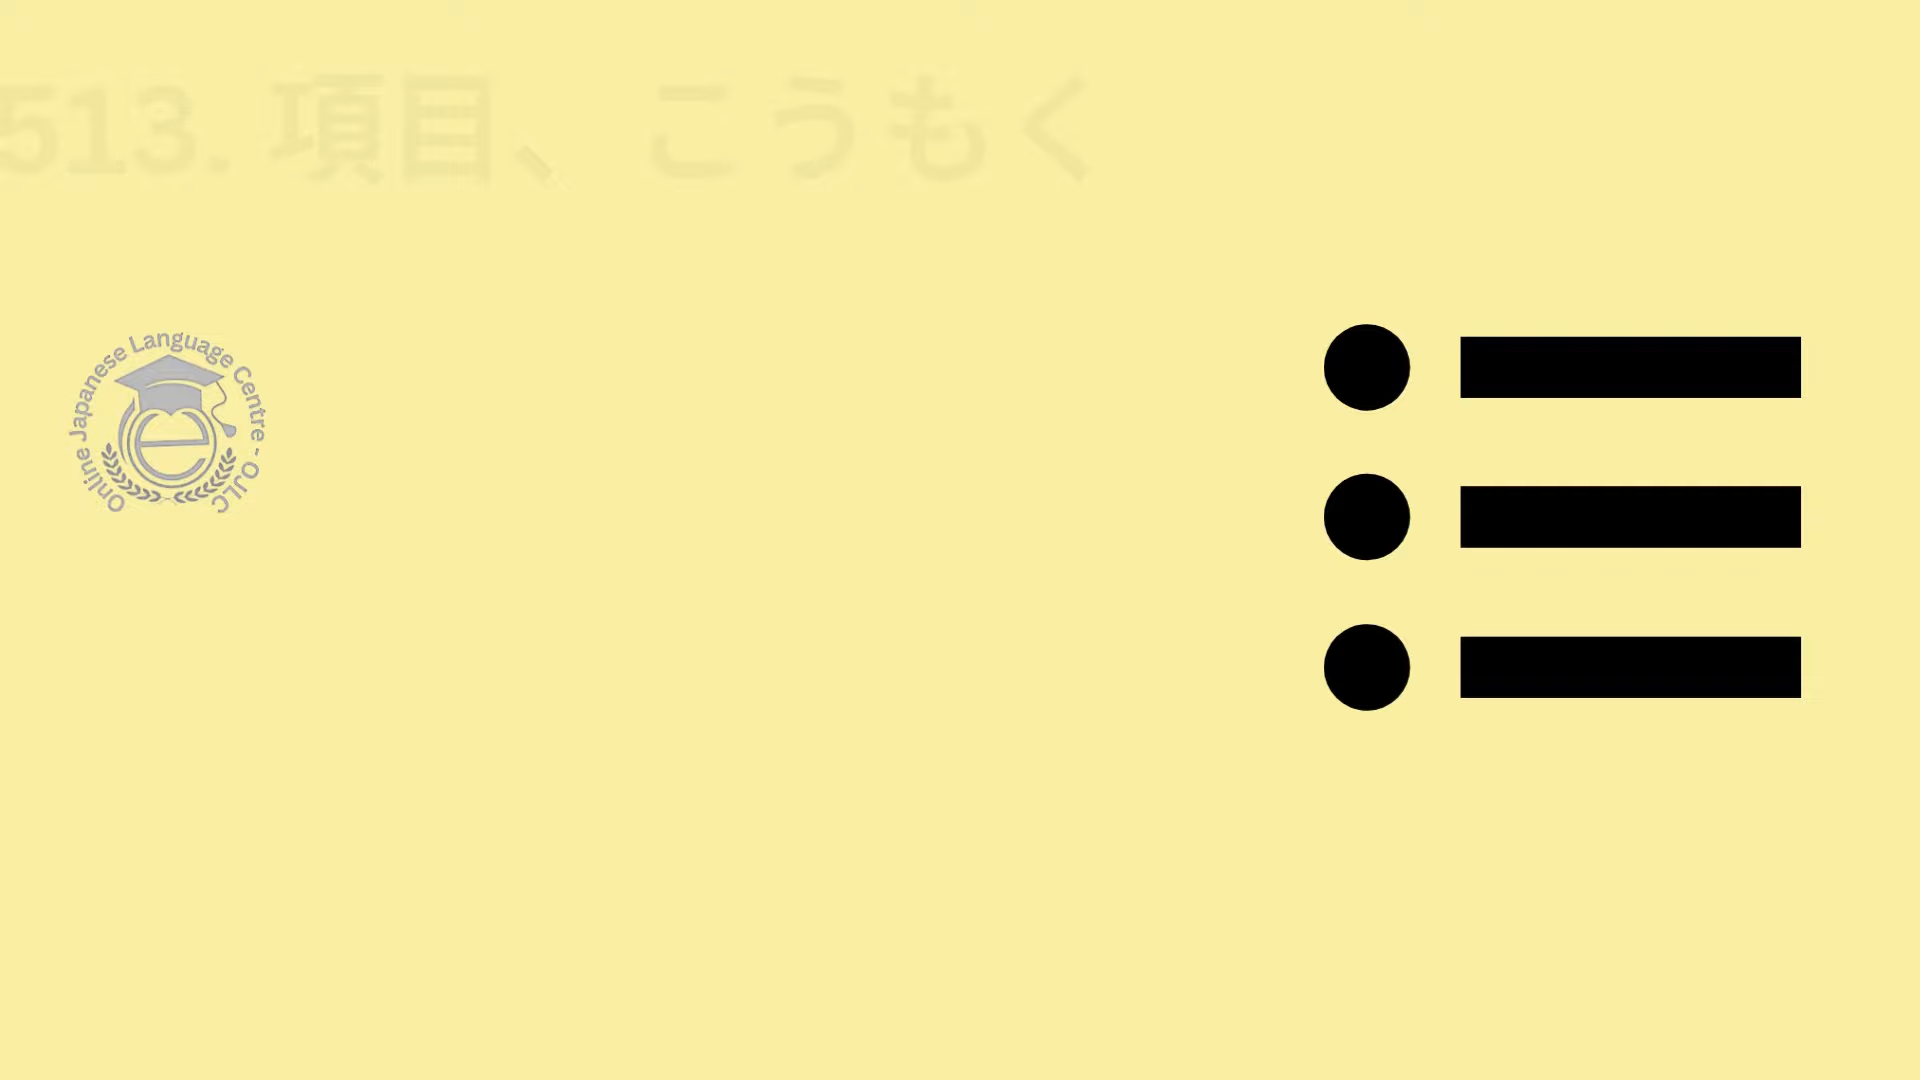 513. 項目、 こうもく
Online Japanese Language Centre - OJLC
e